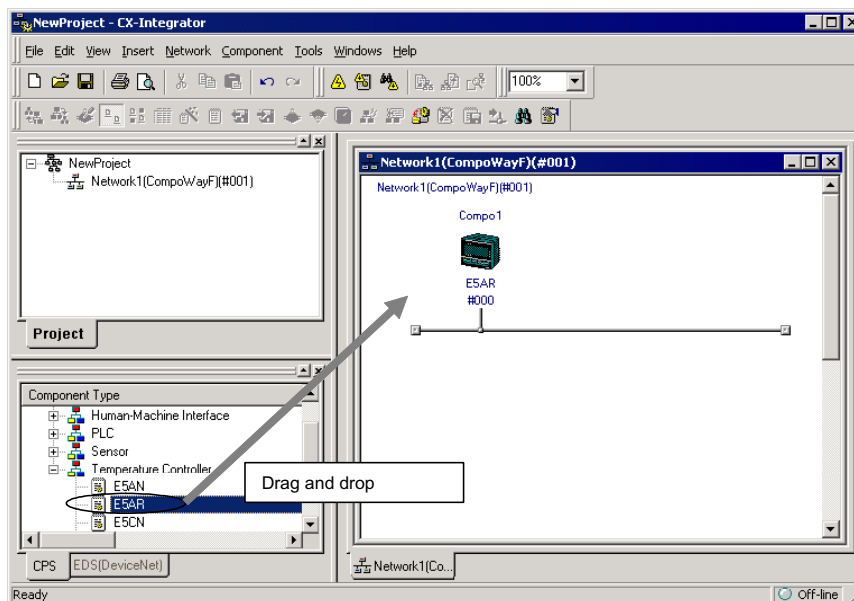 NewProject - CX-Integrator
File Edit View Insert Network Component Tools Windows Help
100%
NewProject
Network1(CompoWayF)(#001)
Project
Component Type
Human-Machine Interface
PLC
Sensor
Temperature Controller
E5AN
E5AR
E5CN
CPS EDS(DeviceNet)
Network1(CompoWayF)(#001)
Network1(CompoWayF)(#001)
Compo1
E5AR
#000
Drag and drop
Network1(Co...
Ready
Off-line